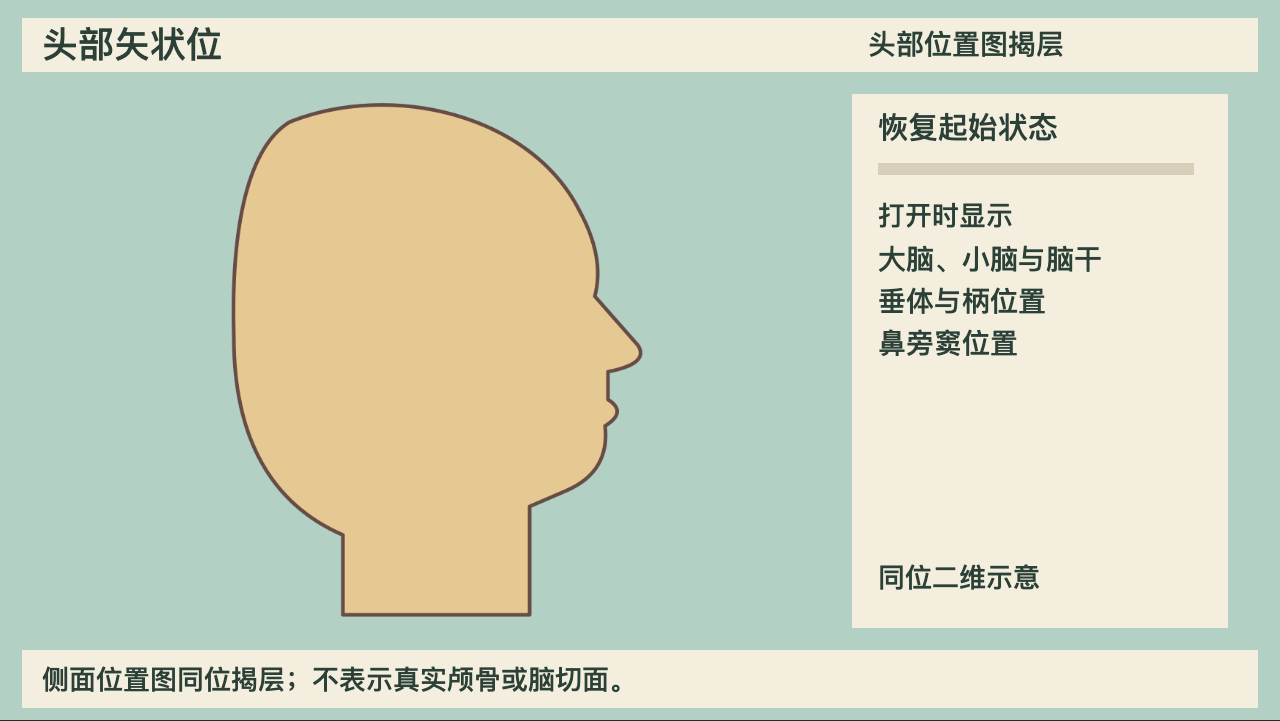 头部矢状位
头部位置图揭层
恢复起始状态
打开时显示
大脑、小脑与脑干
垂体与柄位置
鼻旁窦位置
同位二维示意
侧面位置图同位揭层；不表示真实颅骨或脑切面。